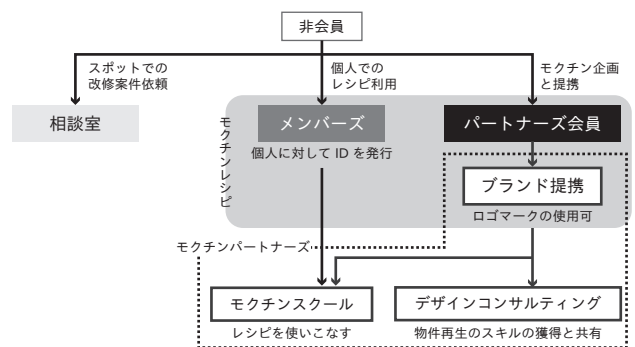 非会員
スポットでの
改修案件依頼
個人での
レシピ利用
モクチン企画
と提携
相談室
モクチンレシピ
メンバーズ
個人に対して ID を発行
パートナーズ会員
ブランド提携
ロゴマークの使用可
モクチンパートナーズ
モクチンスクール
レシピを使いこなす
デザインコンサルティング
物件再生のスキルの獲得と共有